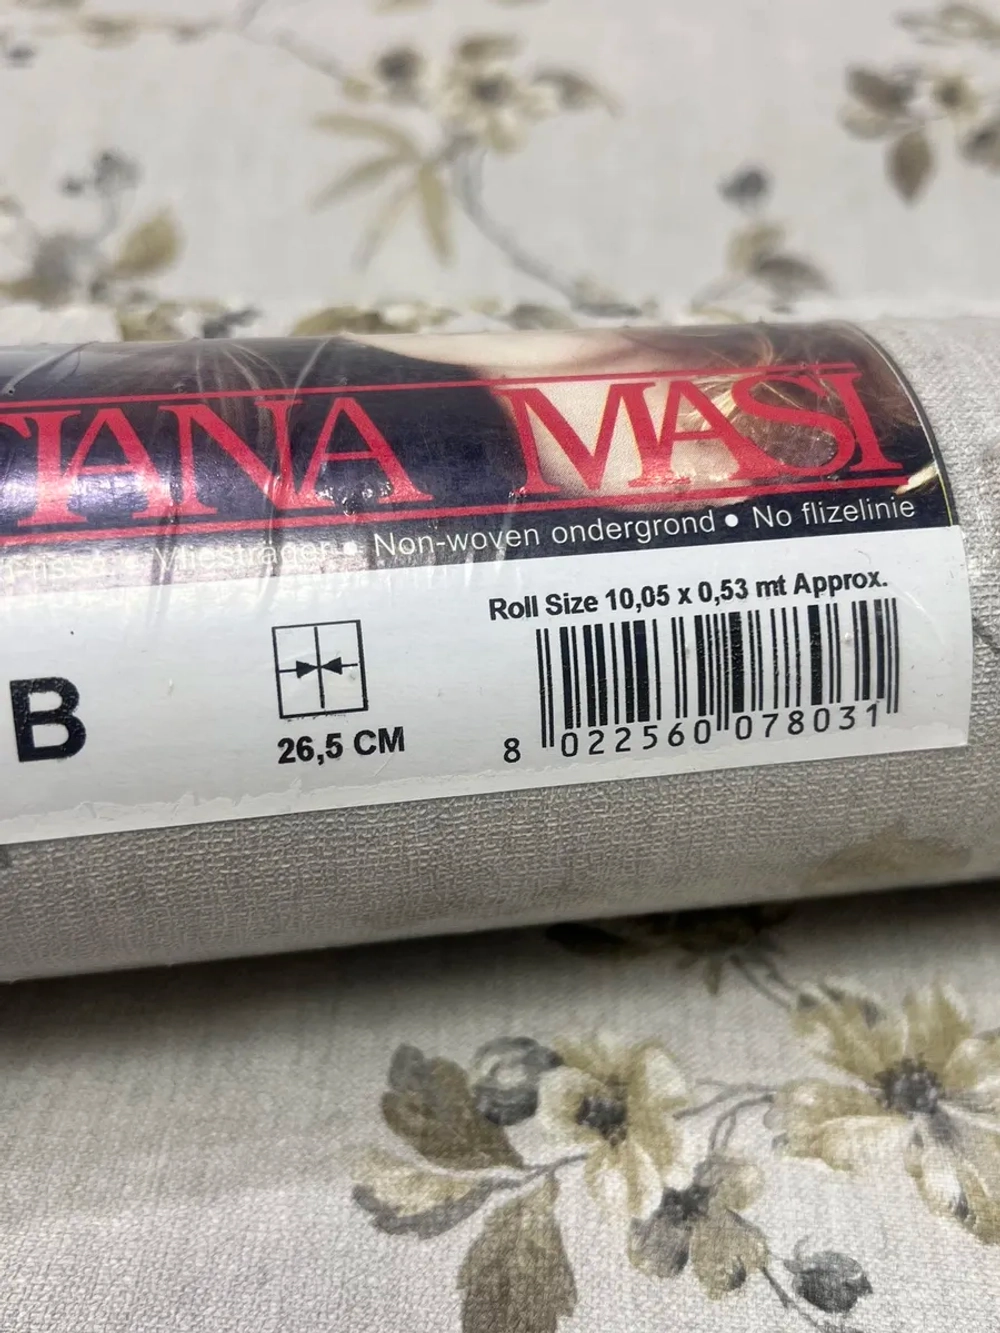 TIANA MASI
Vliesträger • Non-woven ondergrond • No flizelinie
Roll Size 10,05 x 0,53 mt Approx.
B
26,5 CM
8 022560 078031